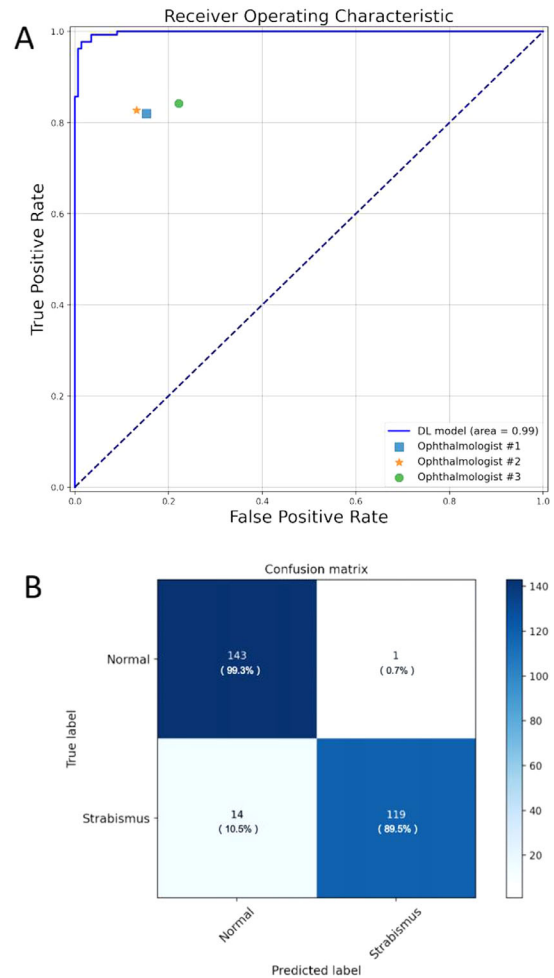 A
Receiver Operating Characteristic
True Positive Rate
1.0
0.8
0.6
0.4
0.2
0.0
DL model (area = 0.99)
Ophthalmologist #1
Ophthalmologist #2
Ophthalmologist #3
0.0 0.2 0.4 0.6 0.8 1.0
False Positive Rate
B
Confusion matrix
True label
Normal
143
( 99.3%)
1
( 0.7%)
Strabismus
14
( 10.5%)
119
( 89.5%)
Normal
Strabismus
Predicted label
140
120
100
80
60
40
20